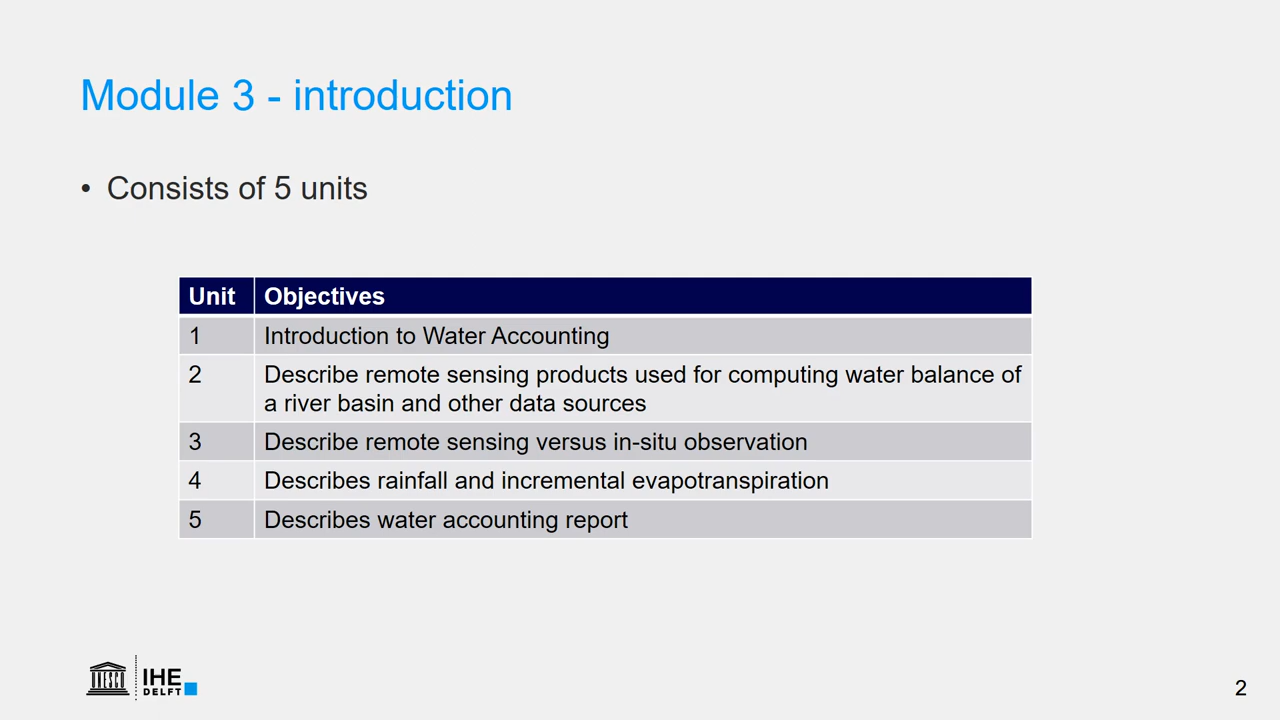 Module 3 - introduction
• Consists of 5 units
Unit Objectives
1 Introduction to Water Accounting
2 Describe remote sensing products used for computing water balance of
a river basin and other data sources
3 Describe remote sensing versus in-situ observation
4 Describes rainfall and incremental evapotranspiration
5 Describes water accounting report
UNESCO
IHE
DELFT
2